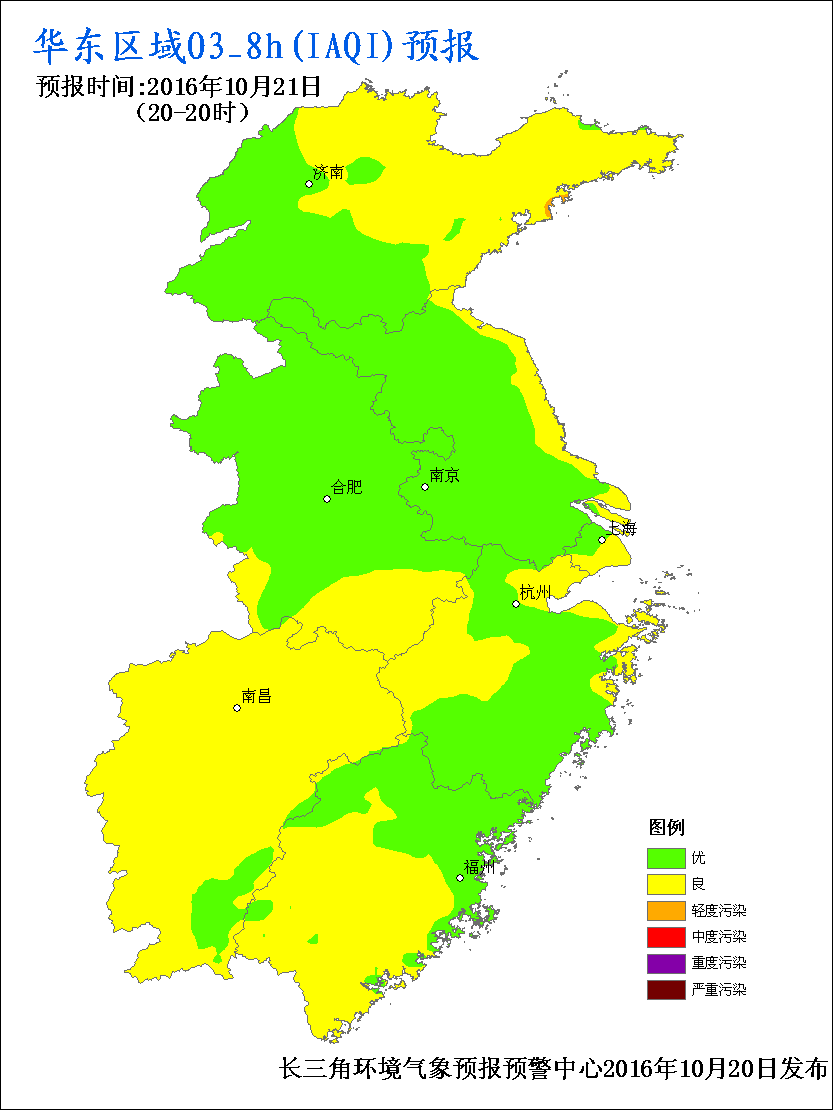 华东区域O3_8h(IAQI)预报
预报时间:2016年10月21日
(20-20时)
济南
南京
合肥
上海
杭州
南昌
福州
图例
优
良
轻度污染
中度污染
重度污染
严重污染
长三角环境气象预报预警中心2016年10月20日发布